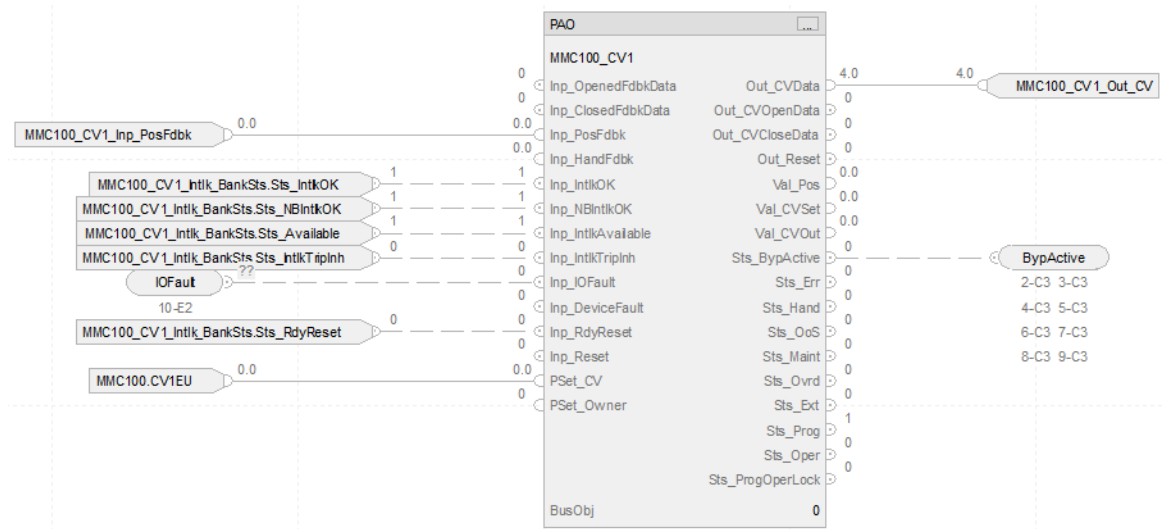 PAO ...
MMC100_CV1
0 Inp_OpenedFdbkData Out_CVData 4.0 4.0 MMC100_CV1_Out_CV
0 Inp_ClosedFdbkData Out_CVOpenData 0
MMC100_CV1_Inp_PosFdbk 0.0 0.0 Inp_PosFdbk Out_CVCloseData 0
0.0 Inp_HandFdbk Out_Reset 0
MMC100_CV1_Intlk_BankSts.Sts_IntlkOK 1 1 Inp_IntlkOK Val_Pos 0.0
MMC100_CV1_Intlk_BankSts.Sts_NBIntlkOK 1 1 Inp_NBIntlkOK Val_CVSet 0.0
MMC100_CV1_Intlk_BankSts.Sts_Available 1 1 Inp_IntlkAvailable Val_CVOut 0.0
MMC100_CV1_Intlk_BankSts.Sts_IntlkTripInh 0 0 Inp_IntlkTripInh Sts_BypActive 0 BypActive
IOFault ?? 0 Inp_IOFault Sts_Err 0 2-C3 3-C3
10-E2 0 Inp_DeviceFault Sts_Hand 0 4-C3 5-C3
MMC100_CV1_Intlk_BankSts.Sts_RdyReset 0 0 Inp_RdyReset Sts_OoS 0 6-C3 7-C3
0 Inp_Reset Sts_Maint 0 8-C3 9-C3
MMC100.CV1EU 0.0 0.0 PSet_CV Sts_Ovrd 0
0 PSet_Owner Sts_Ext 0
Sts_Prog 1
Sts_Oper 0
Sts_ProgOperLock 0
BusObj 0